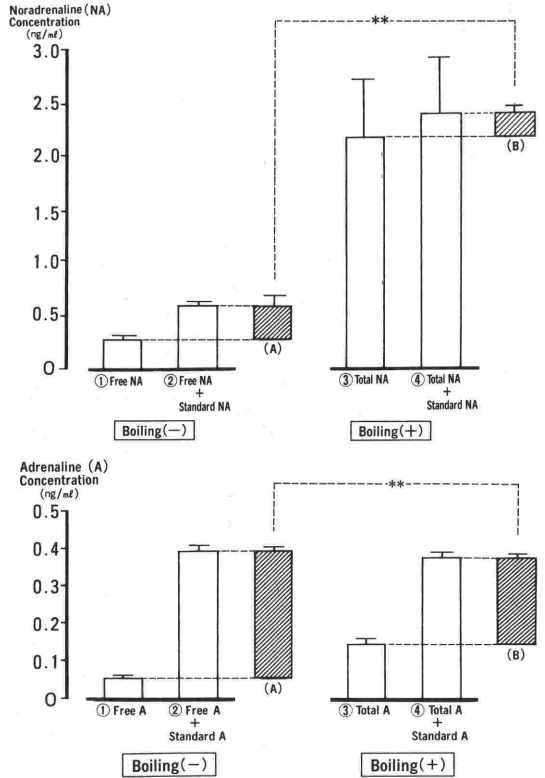 Noradrenaline(NA)
Concentration
(ng/mℓ)
**
3.0
2.5
2.0
1.5
1.0
0.5
0
(A)
(B)
① Free NA
② Free NA
+
Standard NA
③ Total NA
④ Total NA
+
Standard NA
Boiling(−)
Boiling(+)
Adrenaline (A)
Concentration
(ng/mℓ)
**
0.5
0.4
0.3
0.2
0.1
0
(A)
(B)
① Free A
② Free A
+
Standard A
③ Total A
④ Total A
+
Standard A
Boiling(−)
Boiling(+)